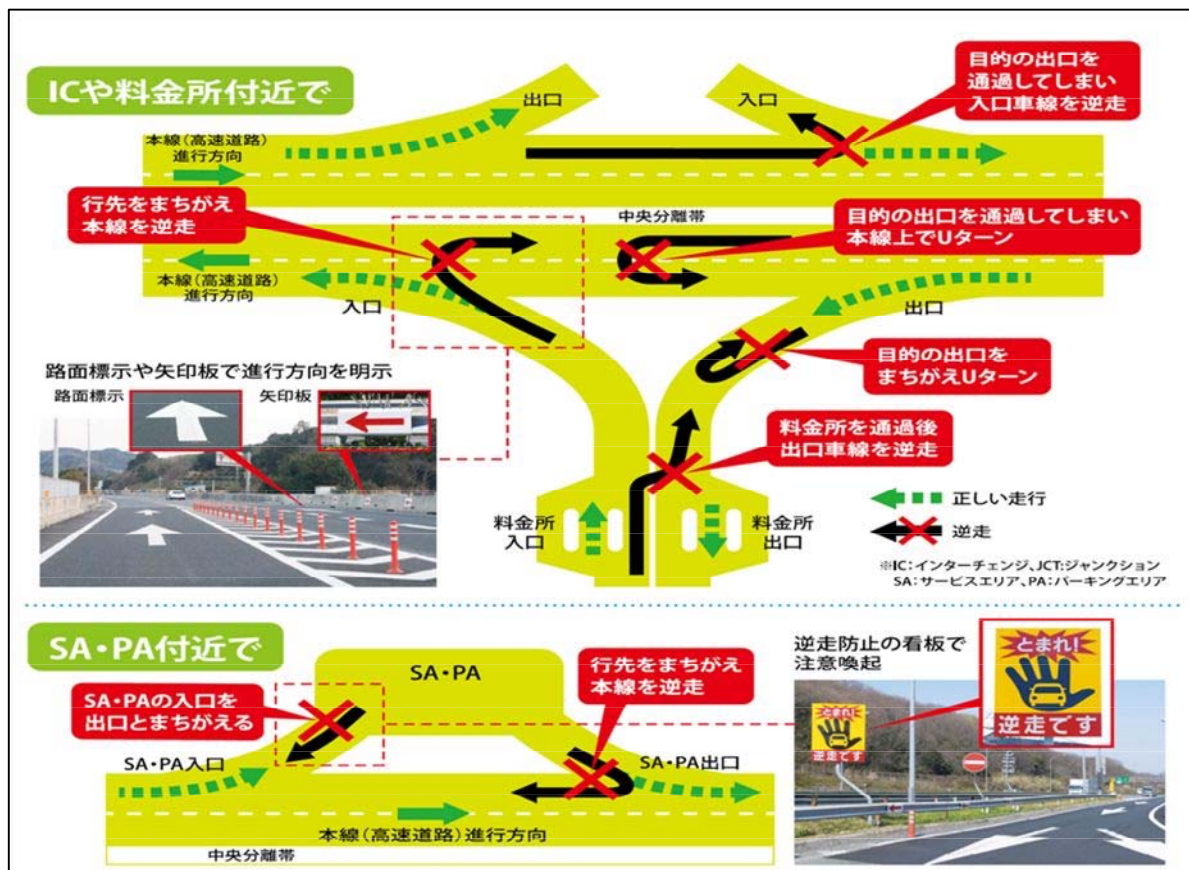 ICや料金所付近で
本線(高速道路)
進行方向
出口
入口
目的の出口を
通過してしまい
入口車線を逆走
行先をまちがえ
本線を逆走
中央分離帯
目的の出口を通過してしまい
本線上でUターン
本線(高速道路)
進行方向
入口
出口
目的の出口を
まちがえUターン
路面標示や矢印板で進行方向を明示
路面標示
矢印板
料金所を通過後
出口車線を逆走
料金所
入口
料金所
出口
正しい走行
逆走
※IC:インターチェンジ、JCT:ジャンクション
SA:サービスエリア、PA:パーキングエリア
SA・PA付近で
SA・PA
SA・PAの入口を
出口とまちがえる
行先をまちがえ
本線を逆走
SA・PA入口
SA・PA出口
本線(高速道路)進行方向
中央分離帯
逆走防止の看板で
注意喚起
とまれ!
逆走です
とまれ!
逆走です